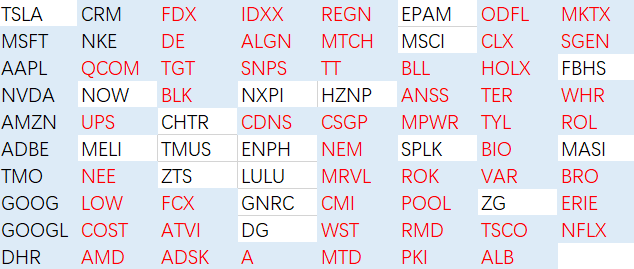 TSLA CRM FDX IDXX REGN EPAM ODFL MKTX
MSFT NKE DE ALGN MTCH MSCI CLX SGEN
AAPL QCOM TGT SNPS TT BLL HOLX FBHS
NVDA NOW BLK NXPI HZNP ANSS TER WHR
AMZN UPS CHTR CDNS CSGP MPWR TYL ROL
ADBE MELI TMUS ENPH NEM SPLK BIO MASI
TMO NEE ZTS LULU MRVL ROK VAR BRO
GOOG LOW FCX GNRC CMI POOL ZG ERIE
GOOGL COST ATVI DG WST RMD TSCO NFLX
DHR AMD ADSK A MTD PKI ALB